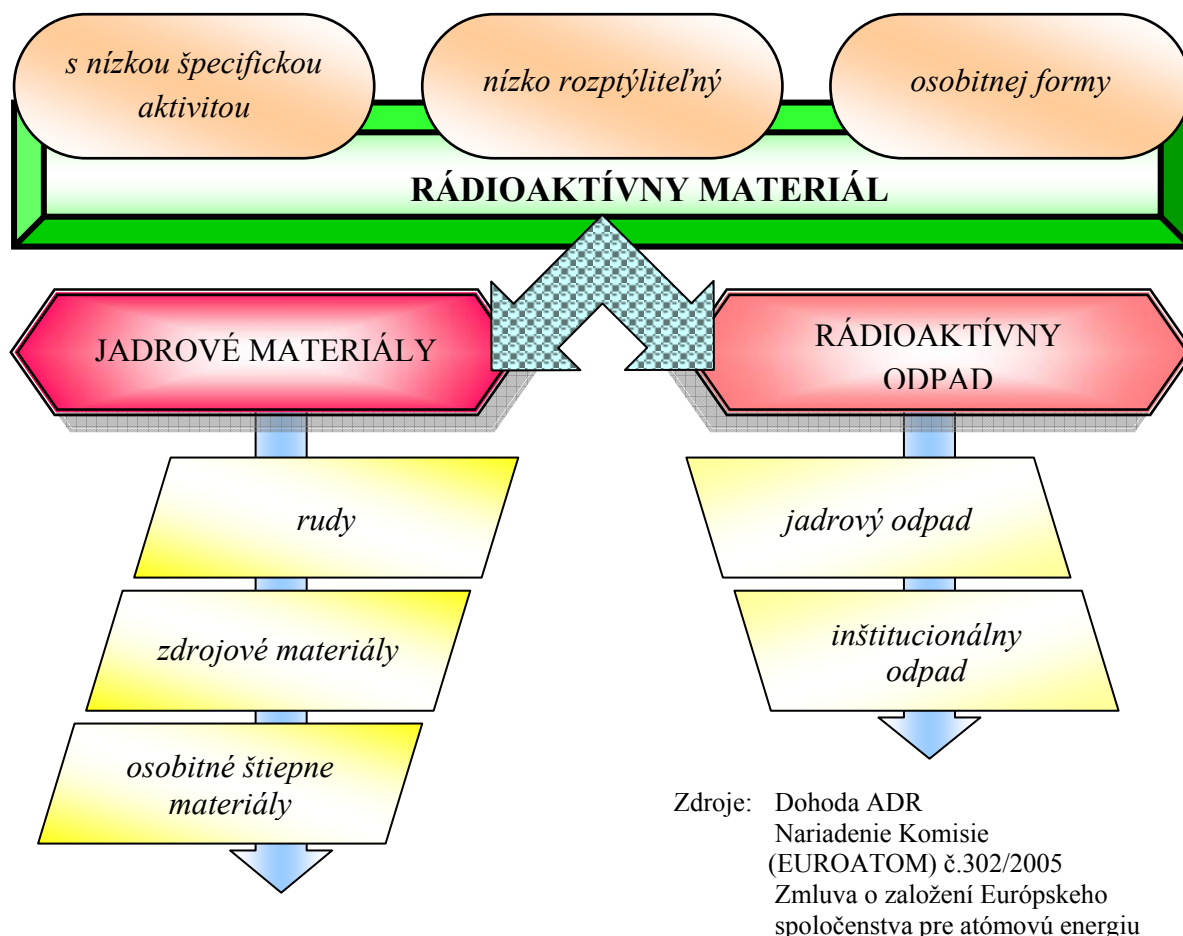 s nízkou špecifickou
aktivitou
nízko rozptýliteľný
osobitnej formy
RÁDIOAKTÍVNY MATERIÁL
JADROVÉ MATERIÁLY
RÁDIOAKTÍVNY
ODPAD
rudy
zdrojové materiály
osobitné štiepne
materiály
jadrový odpad
inštitucionálny
odpad
Zdroje: Dohoda ADR
Nariadenie Komisie
(EUROATOM) č.302/2005
Zmluva o založení Európskeho
spoločenstva pre atómovú energiu